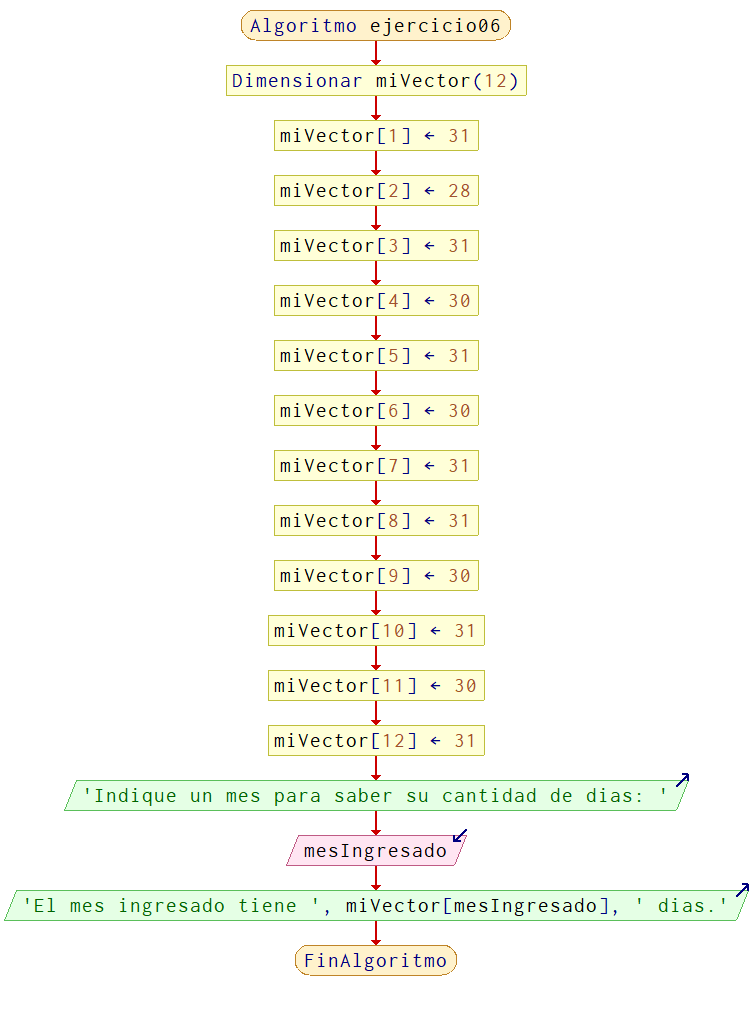 Algoritmo ejercicio06
Dimensionar miVector(12)
miVector[1] ← 31
miVector[2] ← 28
miVector[3] ← 31
miVector[4] ← 30
miVector[5] ← 31
miVector[6] ← 30
miVector[7] ← 31
miVector[8] ← 31
miVector[9] ← 30
miVector[10] ← 31
miVector[11] ← 30
miVector[12] ← 31
'Indique un mes para saber su cantidad de dias: '
mesIngresado
'El mes ingresado tiene ', miVector[mesIngresado], ' dias.'
FinAlgoritmo